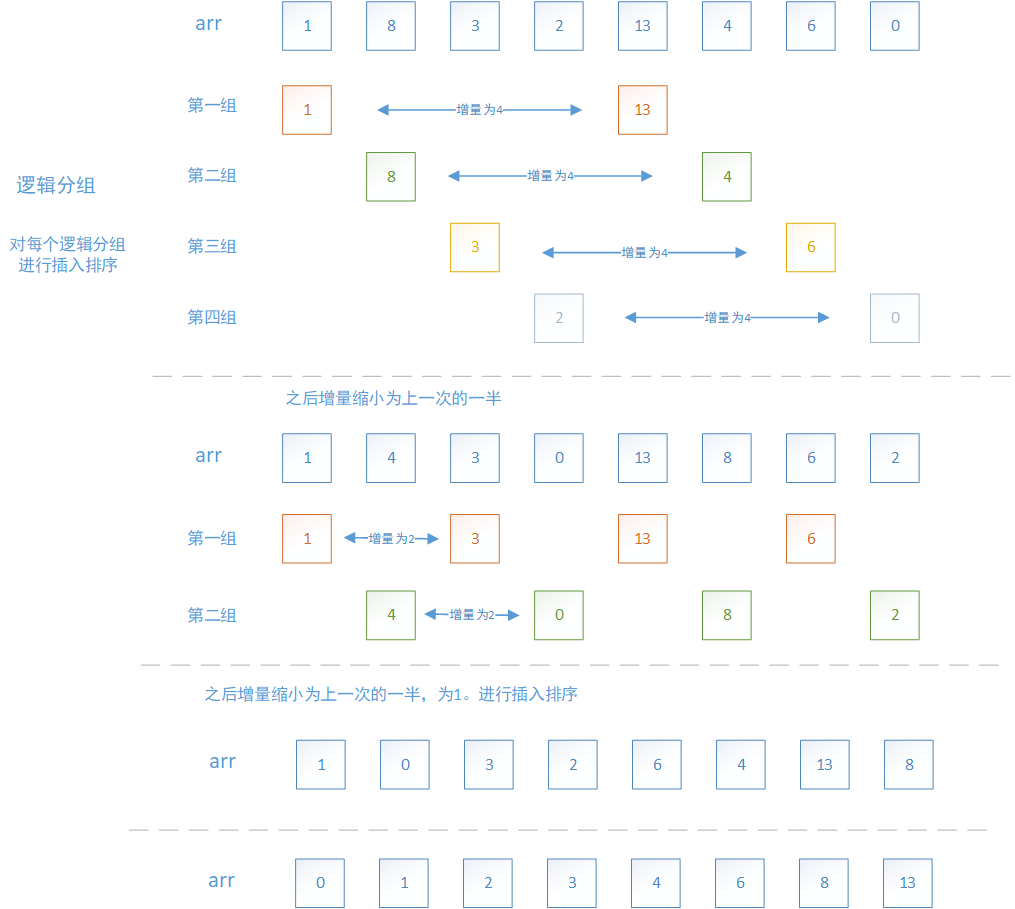 arr 1 8 3 2 13 4 6 0
第一组 1 增量为4 13
第二组 8 增量为4 4
逻辑分组
对每个逻辑分组
进行插入排序
第三组 3 增量为4 6
第四组 2 增量为4 0
之后增量缩小为上一次的一半
arr 1 4 3 0 13 8 6 2
第一组 1 增量为2 3 13 6
第二组 4 增量为2 0 8 2
之后增量缩小为上一次的一半，为1。进行插入排序
arr 1 0 3 2 6 4 13 8
arr 0 1 2 3 4 6 8 13